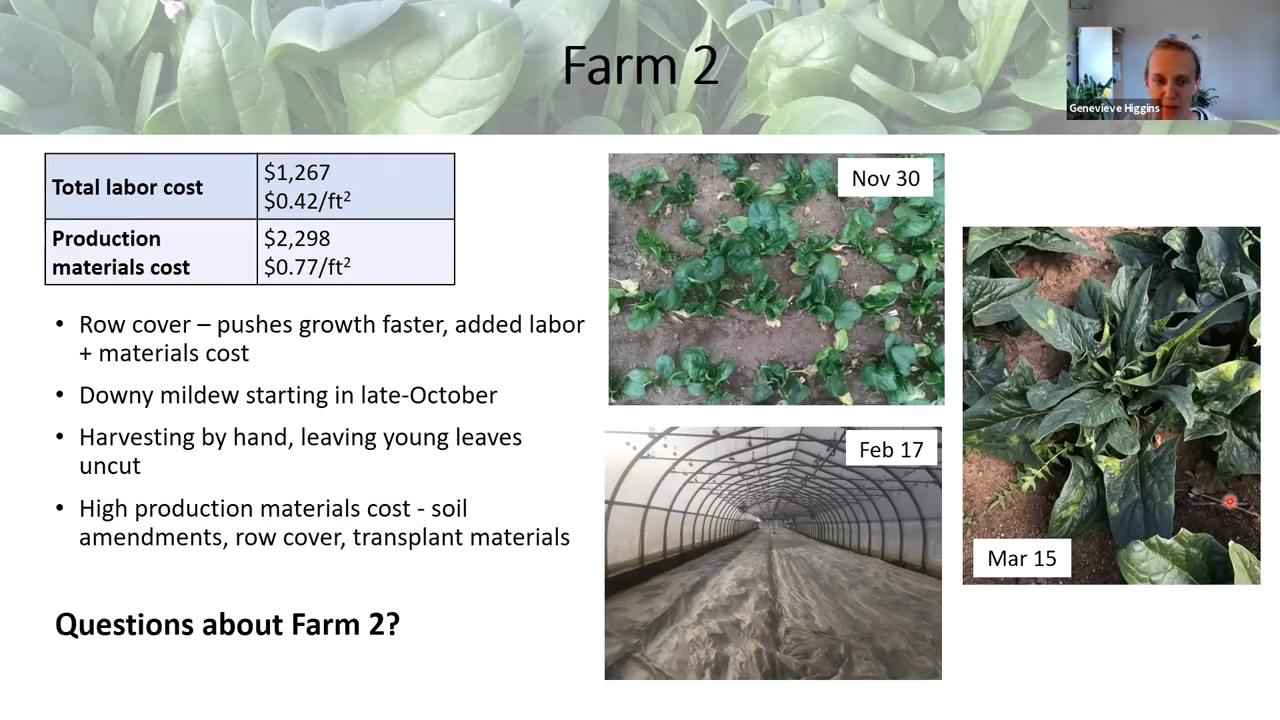 Farm 2
Genevieve Higgins
Total labor cost
$1,267
$0.42/ft²
Production
materials cost
$2,298
$0.77/ft²
• Row cover – pushes growth faster, added labor
+ materials cost
• Downy mildew starting in late-October
• Harvesting by hand, leaving young leaves
uncut
• High production materials cost - soil
amendments, row cover, transplant materials
Questions about Farm 2?
Nov 30
Feb 17
Mar 15